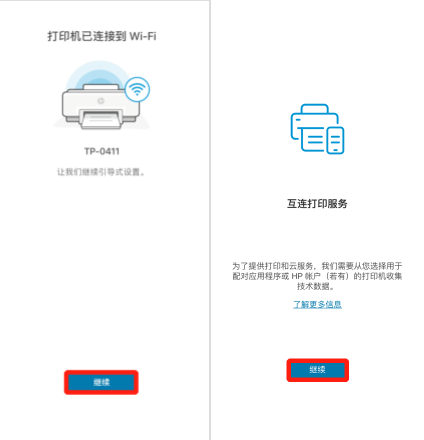 打印机已连接到 Wi-Fi
TP-0411
让我们继续引导式设置。
继续
互连打印服务
为了提供打印和云服务，我们需要从您选择用于
配对应用程序或 HP 帐户（若有）的打印机收集
技术数据。
了解更多信息
继续